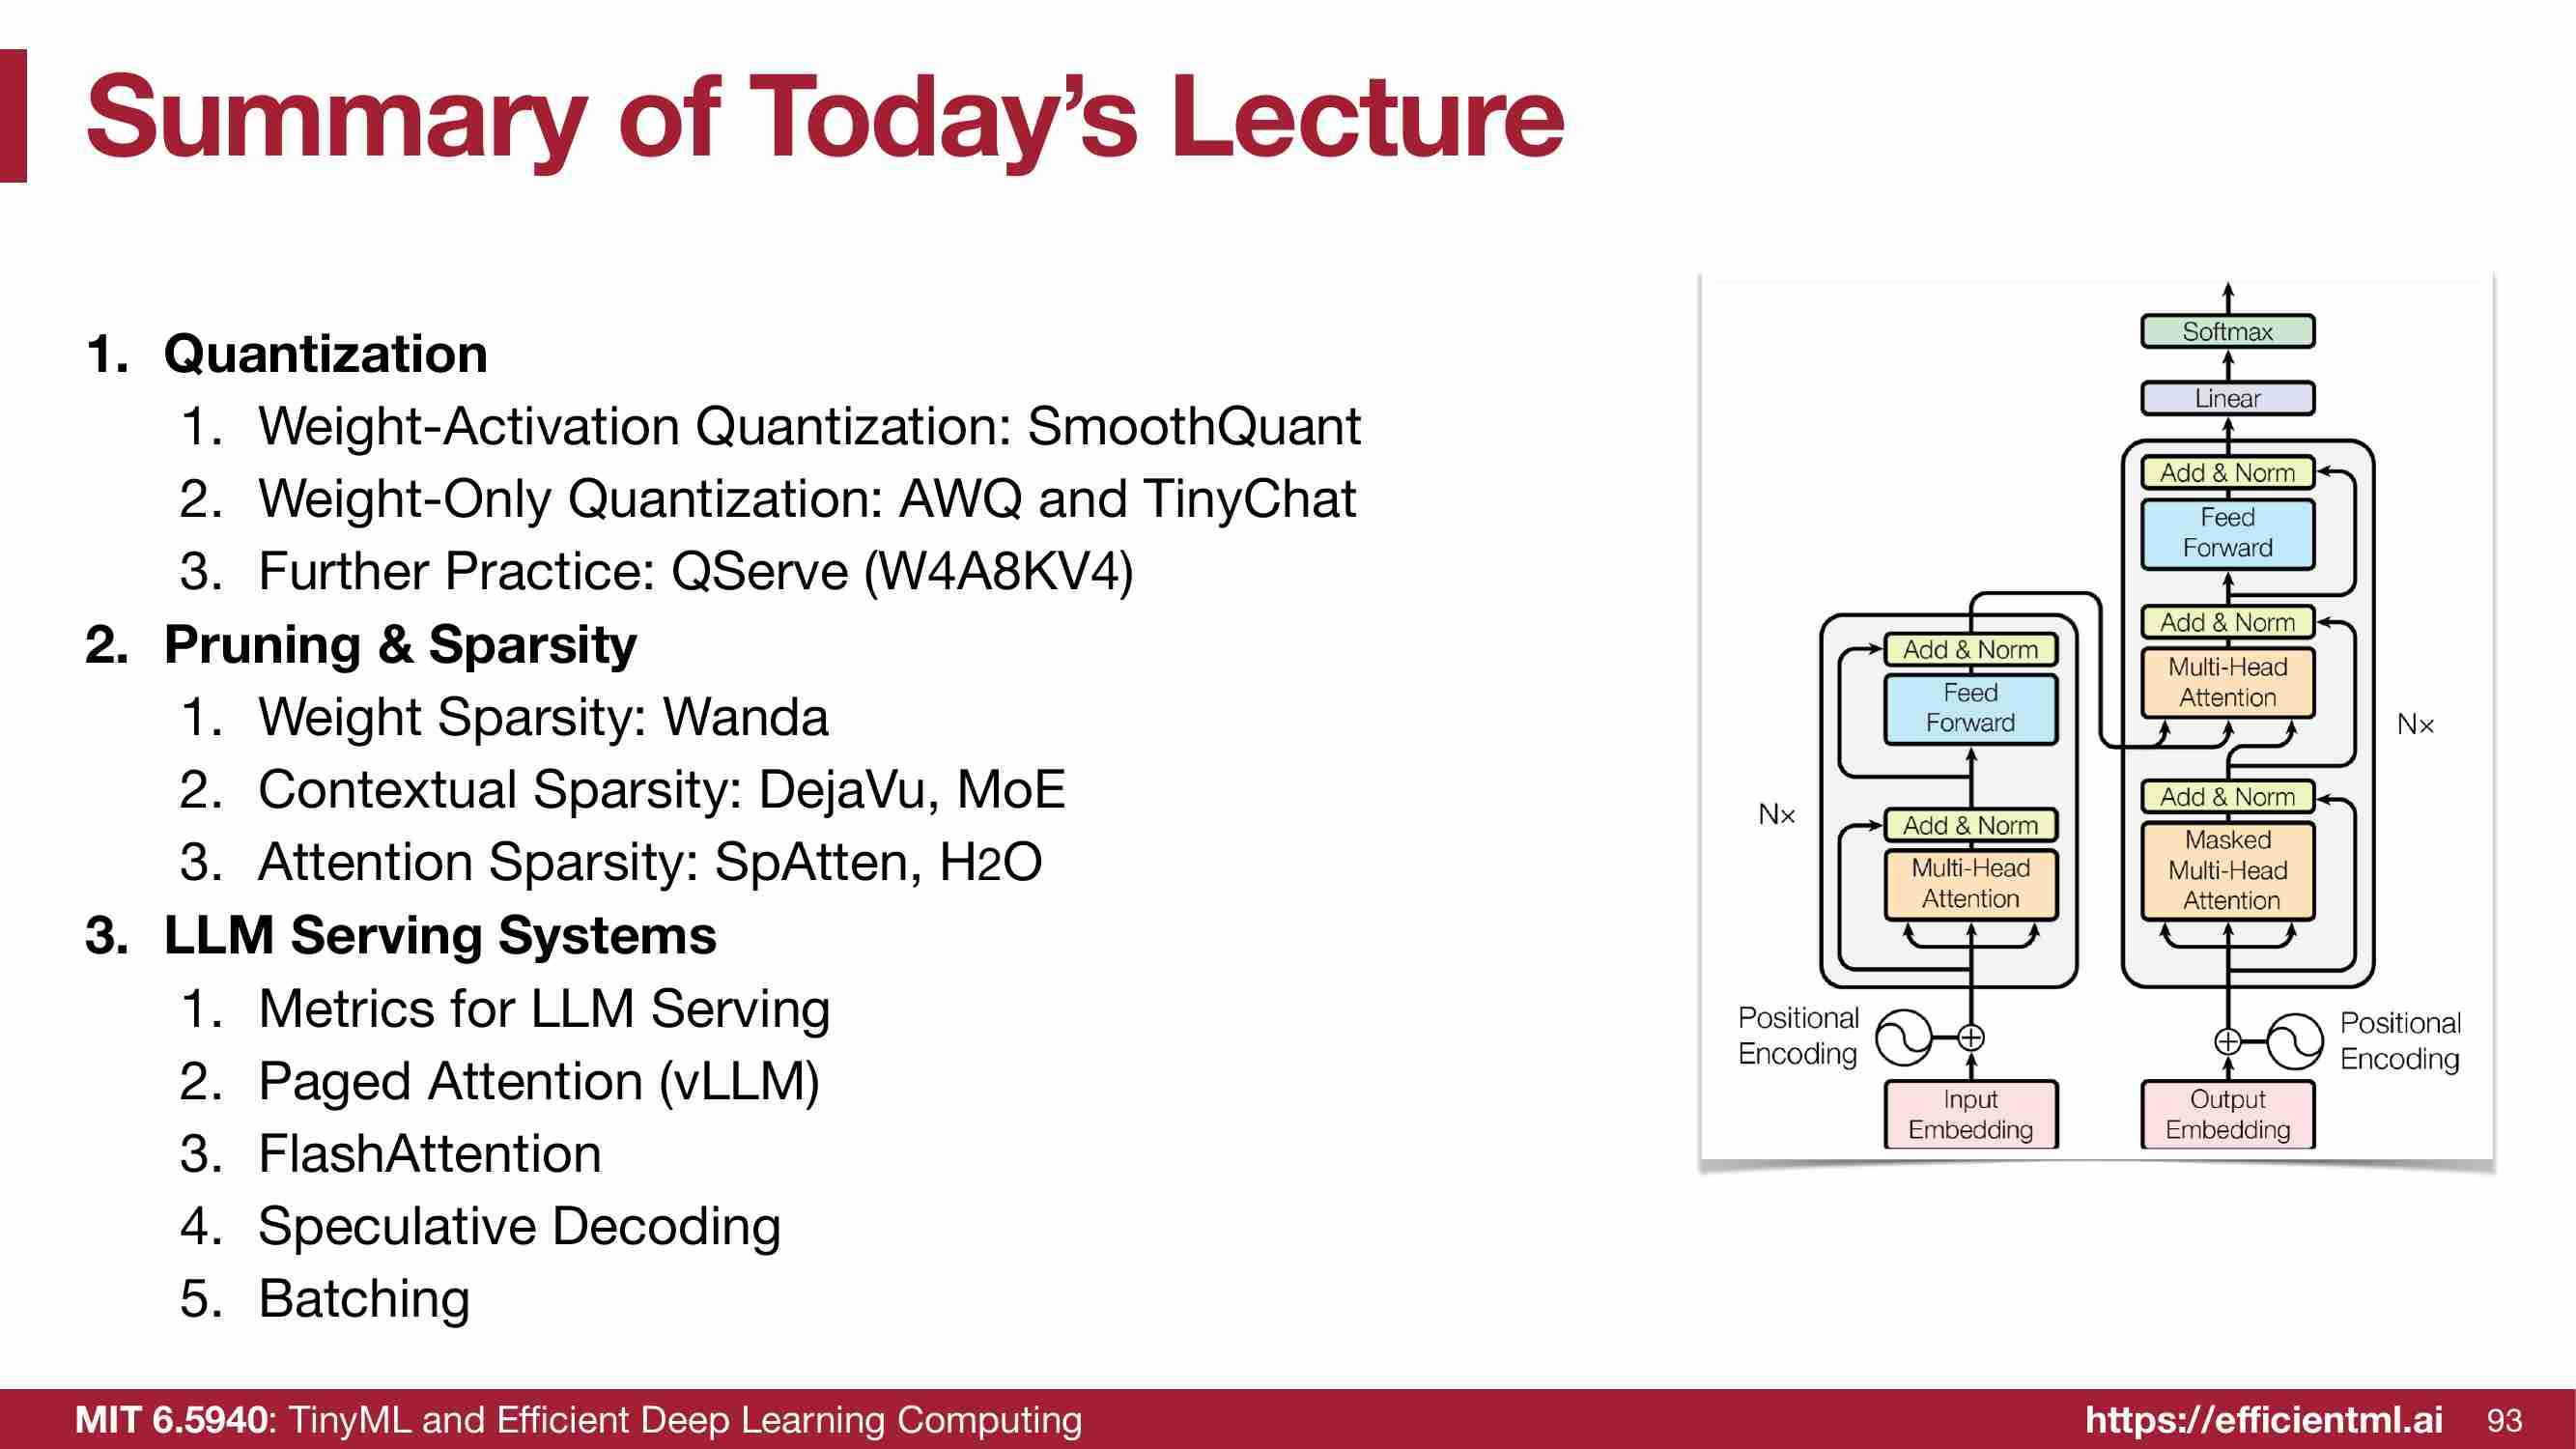 Summary of Today’s Lecture
1. Quantization
1. Weight-Activation Quantization: SmoothQuant
2. Weight-Only Quantization: AWQ and TinyChat
3. Further Practice: QServe (W4A8KV4)
2. Pruning & Sparsity
1. Weight Sparsity: Wanda
2. Contextual Sparsity: DejaVu, MoE
3. Attention Sparsity: SpAtten, H2O
3. LLM Serving Systems
1. Metrics for LLM Serving
2. Paged Attention (vLLM)
3. FlashAttention
4. Speculative Decoding
5. Batching
Softmax
Linear
Add & Norm
Feed
Forward
Add & Norm
Multi-Head
Attention
N×
Add & Norm
Masked
Multi-Head
Attention
Positional
Encoding
Output
Embedding
Add & Norm
Feed
Forward
N×
Add & Norm
Multi-Head
Attention
Positional
Encoding
Input
Embedding
MIT 6.5940: TinyML and Efficient Deep Learning Computing
https://efficientml.ai
93